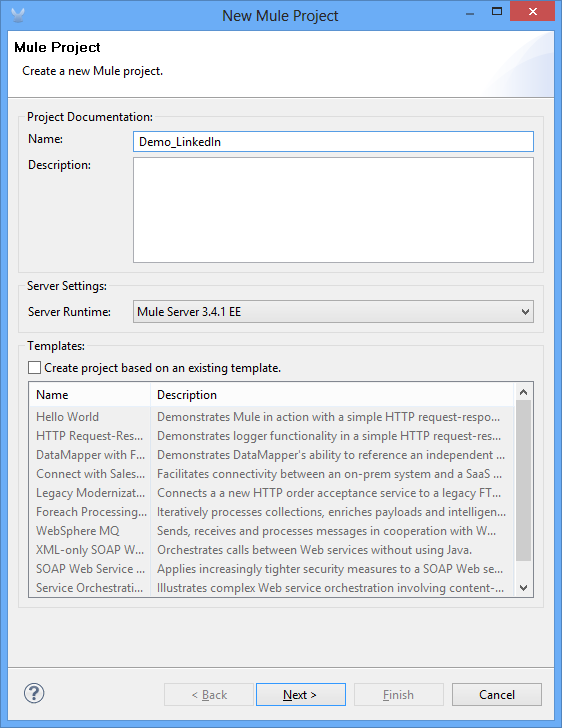 New Mule Project
Mule Project
Create a new Mule project.
Project Documentation:
Name: Demo_LinkedIn
Description:
Server Settings:
Server Runtime: Mule Server 3.4.1 EE
Templates:
Create project based on an existing template.
Name Description
Hello World Demonstrates Mule in action with a simple HTTP request-respo...
HTTP Request-Res... Demonstrates logger functionality in a simple HTTP request-res...
DataMapper with F... Demonstrates DataMapper's ability to reference an independent ...
Connect with Sales... Facilitates connectivity between an on-prem system and a SaaS ...
Legacy Modernizat... Connects a a new HTTP order acceptance service to a legacy FT...
Foreach Processing... Iteratively processes collections, enriches payloads and intelligen...
WebSphere MQ Sends, receives and processes messages in cooperation with W...
XML-only SOAP W... Orchestrates calls between Web services without using Java.
SOAP Web Service ... Applies increasingly tighter security measures to a SOAP Web se...
Service Orchestrati... Illustrates complex Web service orchestration involving content-...
? < Back Next > Finish Cancel